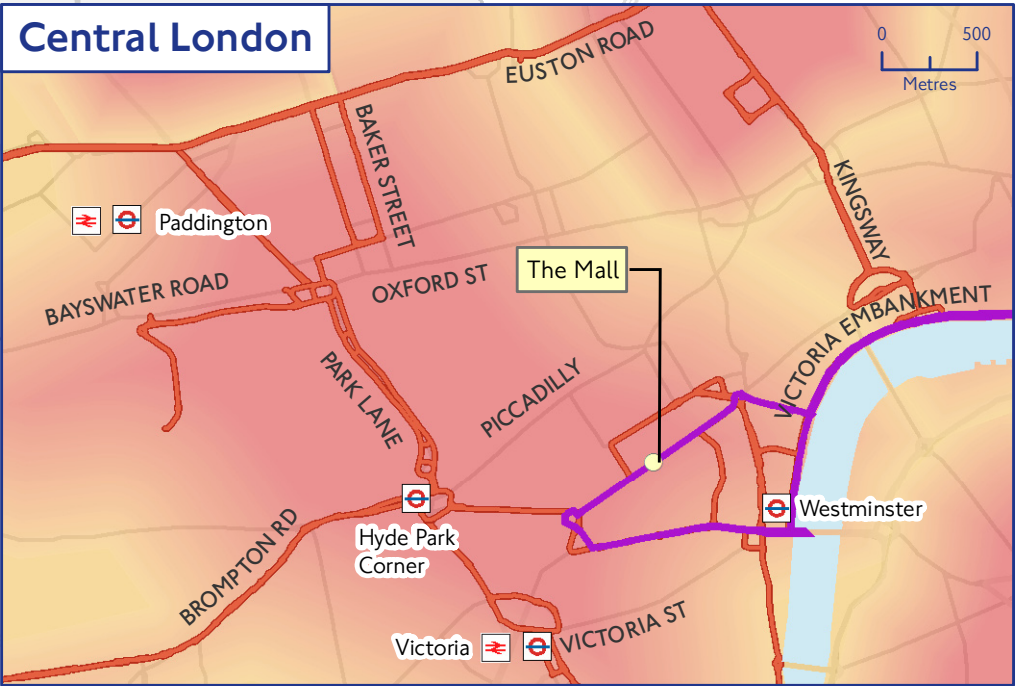 Central London
0 500
Metres
EUSTON ROAD
BAKER STREET
KINGSWAY
Paddington
The Mall
BAYSWATER ROAD
OXFORD ST
VICTORIA EMBANKMENT
PARK LANE
PICCADILLY
Westminster
Hyde Park
Corner
BROMPTON RD
Victoria
VICTORIA ST